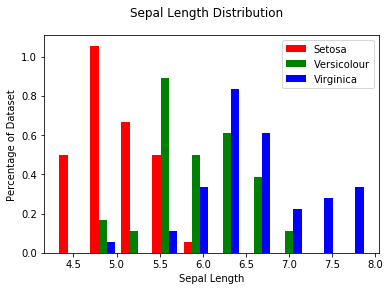 Sepal Length Distribution
Setosa
Versicolour
Virginica
Percentage of Dataset
1.0
0.8
0.6
0.4
0.2
0.0
4.5 5.0 5.5 6.0 6.5 7.0 7.5 8.0
Sepal Length